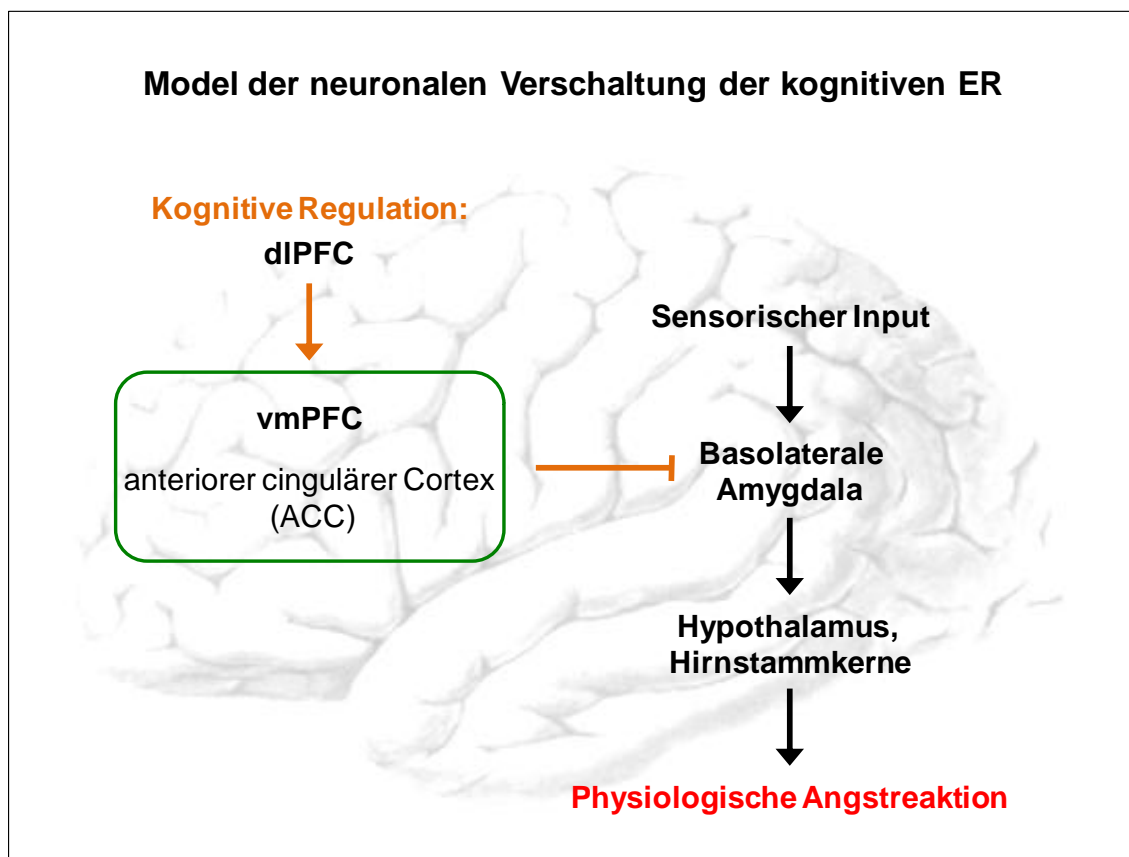 Model der neuronalen Verschaltung der kognitiven ER
Kognitive Regulation:
dlPFC
vmPFC
anteriorer cingulärer Cortex
(ACC)
Sensorischer Input
Basolaterale
Amygdala
Hypothalamus,
Hirnstammkerne
Physiologische Angstreaktion